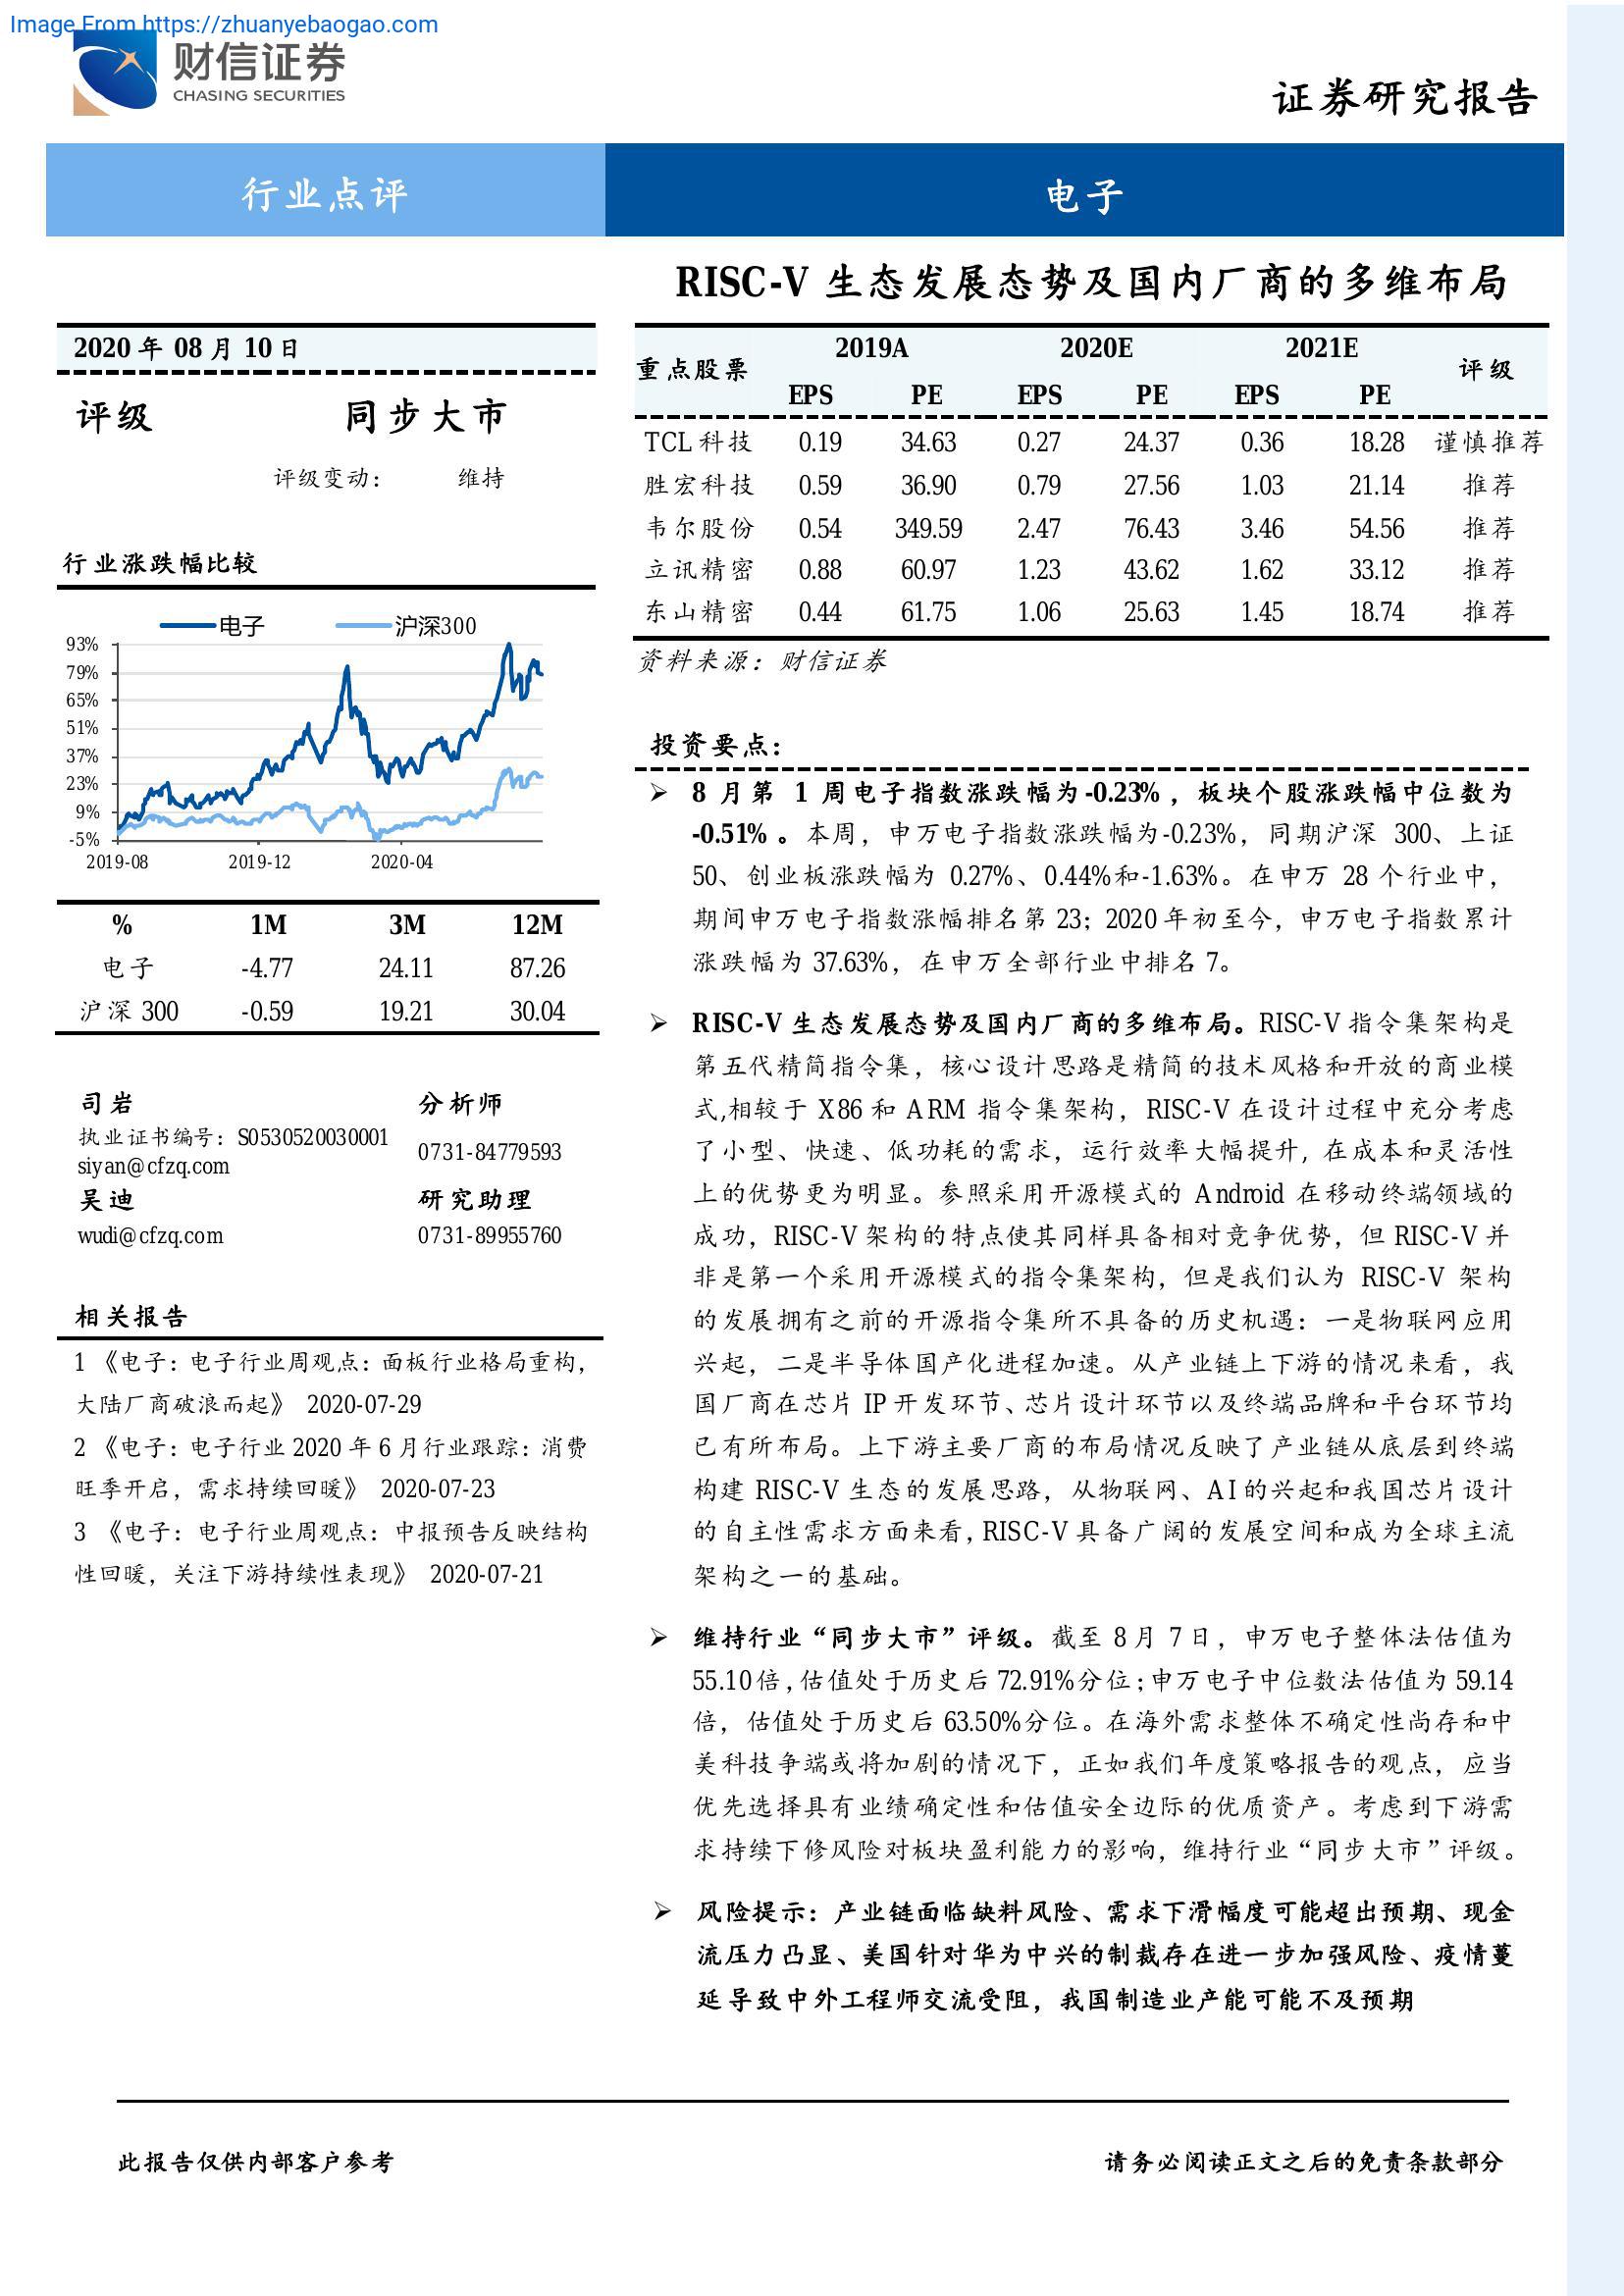 Image From https://zhuanyebaogao.com
财信证券
CHASING SECURITIES
证券研究报告
行业点评
电子
RISC-V 生态发展态势及国内厂商的多维布局
2020 年 08 月 10 日
评级 同步大市
评级变动： 维持
行业涨跌幅比较
电子 沪深300
93%
79%
65%
51%
37%
23%
9%
-5%
2019-08 2019-12 2020-04
% 1M 3M 12M
电子 -4.77 24.11 87.26
沪深 300 -0.59 19.21 30.04
司岩 分析师
执业证书编号：S0530520030001
siyan@cfzq.com 0731-84779593
吴迪 研究助理
wudi@cfzq.com 0731-89955760
相关报告
1 《电子：电子行业周观点：面板行业格局重构，
大陆厂商破浪而起》 2020-07-29
2 《电子：电子行业 2020 年 6 月行业跟踪：消费
旺季开启，需求持续回暖》 2020-07-23
3 《电子：电子行业周观点：中报预告反映结构
性回暖，关注下游持续性表现》 2020-07-21
重点股票 2019A 2020E 2021E 评级
EPS PE EPS PE EPS PE
TCL 科技 0.19 34.63 0.27 24.37 0.36 18.28 谨慎推荐
胜宏科技 0.59 36.90 0.79 27.56 1.03 21.14 推荐
韦尔股份 0.54 349.59 2.47 76.43 3.46 54.56 推荐
立讯精密 0.88 60.97 1.23 43.62 1.62 33.12 推荐
东山精密 0.44 61.75 1.06 25.63 1.45 18.74 推荐
资料来源：财信证券
投资要点：
➢ 8 月第 1 周电子指数涨跌幅为-0.23%，板块个股涨跌幅中位数为
-0.51%。本周，申万电子指数涨跌幅为-0.23%，同期沪深 300、上证
50、创业板涨跌幅为 0.27%、0.44%和-1.63%。在申万 28 个行业中，
期间申万电子指数涨幅排名第 23；2020 年初至今，申万电子指数累计
涨跌幅为 37.63%，在申万全部行业中排名 7。
➢ RISC-V 生态发展态势及国内厂商的多维布局。RISC-V 指令集架构是
第五代精简指令集，核心设计思路是精简的技术风格和开放的商业模
式,相较于 X86 和 ARM 指令集架构，RISC-V 在设计过程中充分考虑
了小型、快速、低功耗的需求，运行效率大幅提升, 在成本和灵活性
上的优势更为明显。参照采用开源模式的 Android 在移动终端领域的
成功，RISC-V 架构的特点使其同样具备相对竞争优势，但 RISC-V 并
非是第一个采用开源模式的指令集架构，但是我们认为 RISC-V 架构
的发展拥有之前的开源指令集所不具备的历史机遇：一是物联网应用
兴起，二是半导体国产化进程加速。从产业链上下游的情况来看，我
国厂商在芯片 IP 开发环节、芯片设计环节以及终端品牌和平台环节均
已有所布局。上下游主要厂商的布局情况反映了产业链从底层到终端
构建 RISC-V 生态的发展思路，从物联网、AI 的兴起和我国芯片设计
的自主性需求方面来看，RISC-V 具备广阔的发展空间和成为全球主流
架构之一的基础。
➢ 维持行业“同步大市”评级。截至 8 月 7 日，申万电子整体法估值为
55.10 倍，估值处于历史后 72.91%分位；申万电子中位数法估值为 59.14
倍，估值处于历史后 63.50%分位。在海外需求整体不确定性尚存和中
美科技争端或将加剧的情况下，正如我们年度策略报告的观点，应当
优先选择具有业绩确定性和估值安全边际的优质资产。考虑到下游需
求持续下修风险对板块盈利能力的影响，维持行业“同步大市”评级。
➢ 风险提示：产业链面临缺料风险、需求下滑幅度可能超出预期、现金
流压力凸显、美国针对华为中兴的制裁存在进一步加强风险、疫情蔓
延导致中外工程师交流受阻，我国制造业产能可能不及预期
此报告仅供内部客户参考
请务必阅读正文之后的免责条款部分